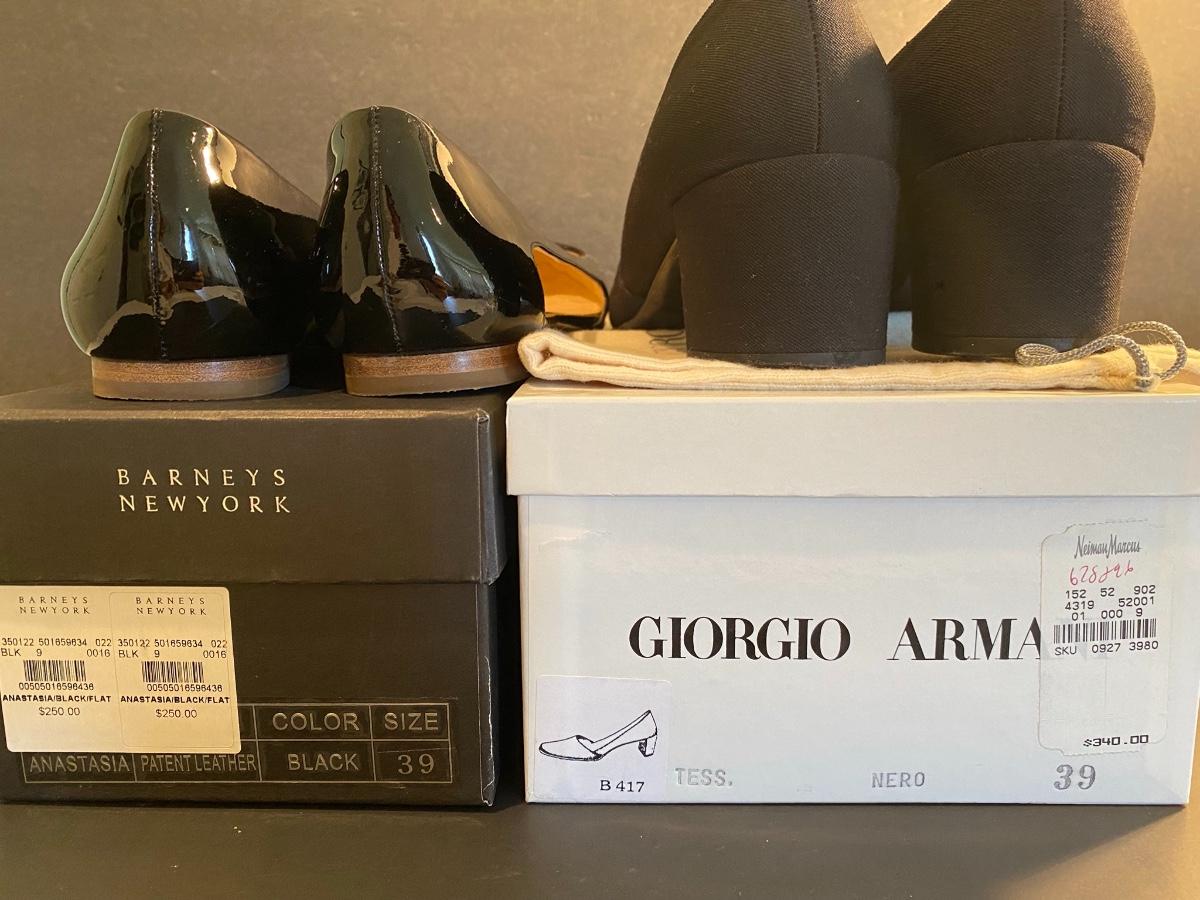 BARNEYS
NEWYORK
BARNEYS
NEWYORK
350122 501659634 022
BLK 9 0016
00505016596436
ANASTASIA/BLACK/FLAT
$250.00
BARNEYS
NEWYORK
350122 501659634 022
BLK 9 0016
00505016596436
ANASTASIA/BLACK/FLAT
$250.00
COLOR SIZE
ANASTASIA PATENT LEATHER BLACK 39
GIORGIO ARMA
Neiman Marcus
152 52 902
4319 52001
01 000 9
SKU 0927 3980
$340.00
B 417
TESS. NERO 39